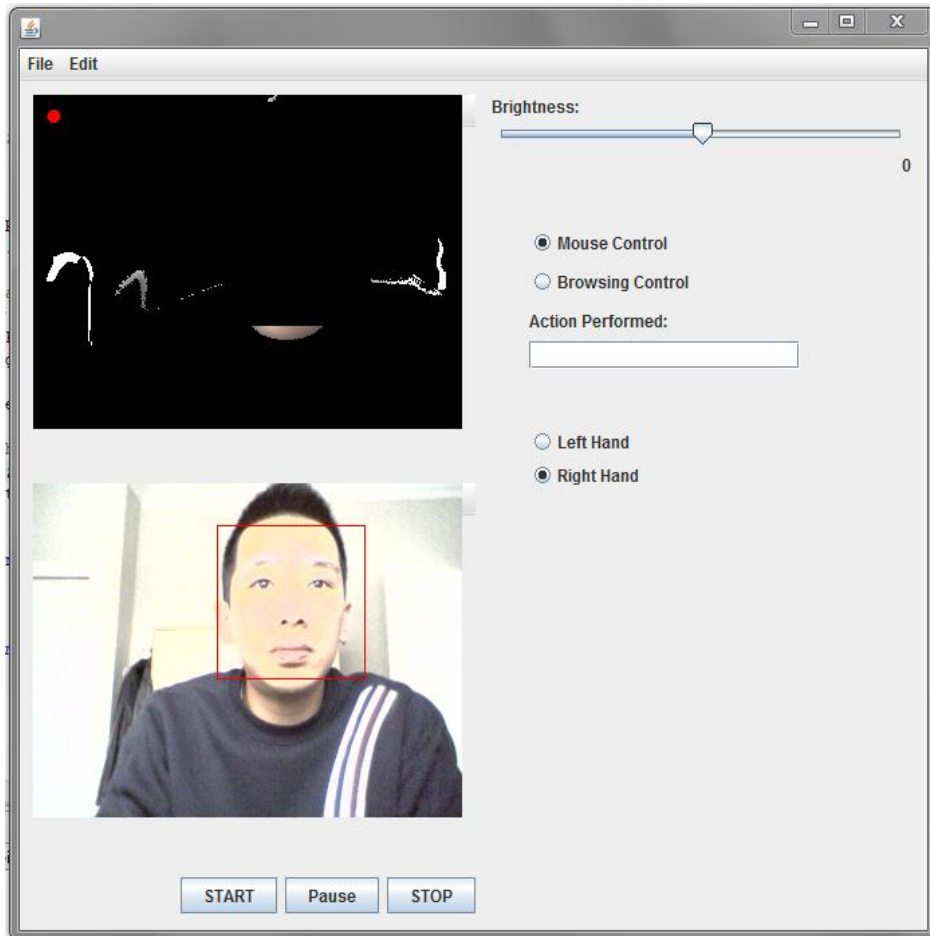 File Edit
Brightness:
0
Mouse Control
Browsing Control
Action Performed:
Left Hand
Right Hand
START Pause STOP